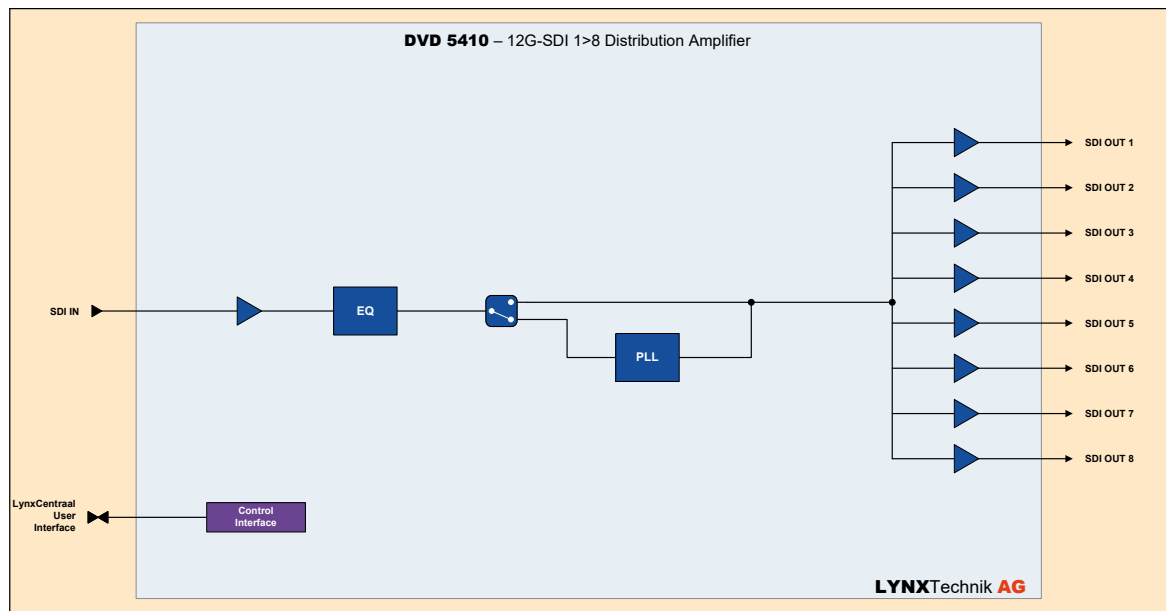 DVD 5410 – 12G-SDI 1>8 Distribution Amplifier
SDI OUT 1
SDI OUT 2
SDI OUT 3
SDI OUT 4
SDI IN
EQ
SDI OUT 5
PLL
SDI OUT 6
SDI OUT 7
SDI OUT 8
LynxCentraal
User
Interface
Control
Interface
LYNXTechnik AG